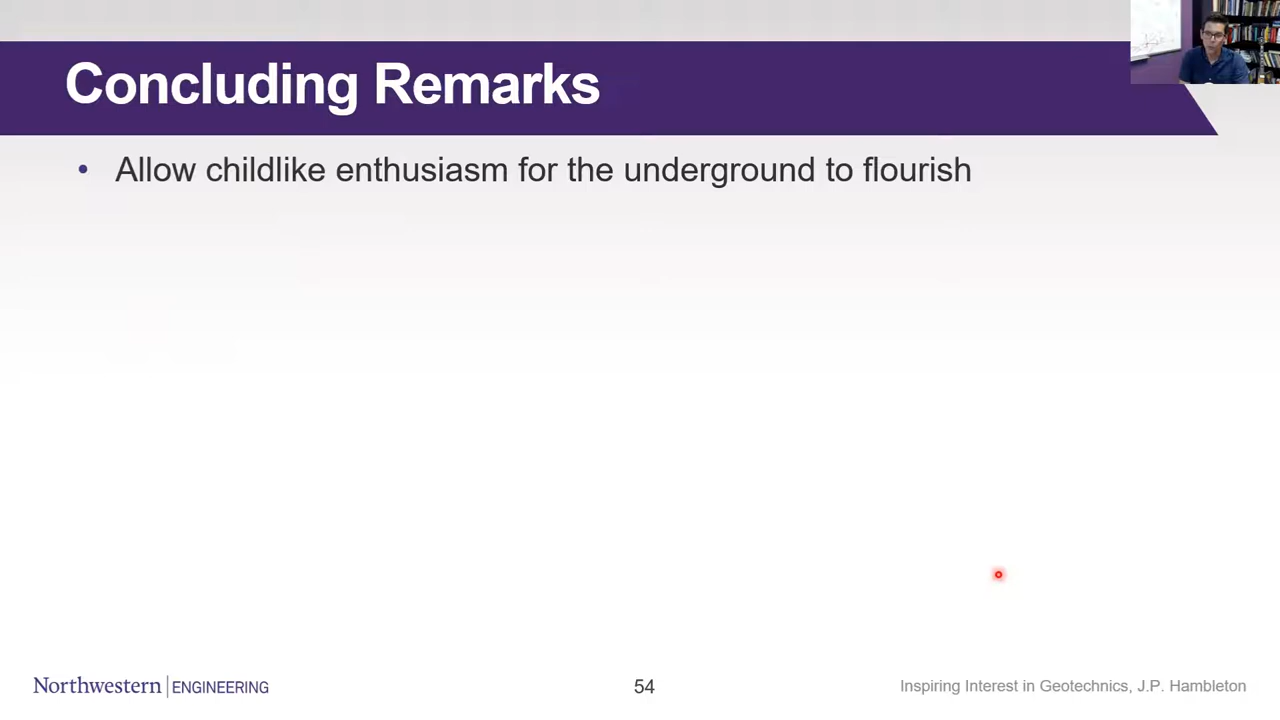 Concluding Remarks
• Allow childlike enthusiasm for the underground to flourish
Northwestern | ENGINEERING
54
Inspiring Interest in Geotechnics, J.P. Hambleton